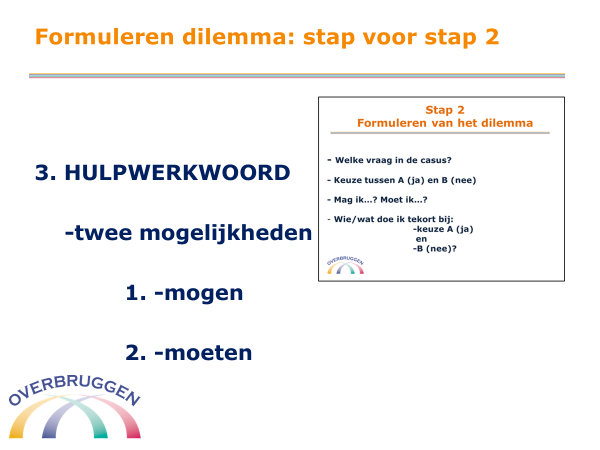 Formuleren dilemma: stap voor stap 2
3. HULPWERKWOORD
-twee mogelijkheden
1. -mogen
2. -moeten
Stap 2
Formuleren van het dilemma
- Welke vraag in de casus?
- Keuze tussen A (ja) en B (nee)
- Mag ik...? Moet ik...?
- Wie/wat doe ik tekort bij:
-keuze A (ja)
en
-B (nee)?
OVERBRUGGEN
OVERBRUGGEN